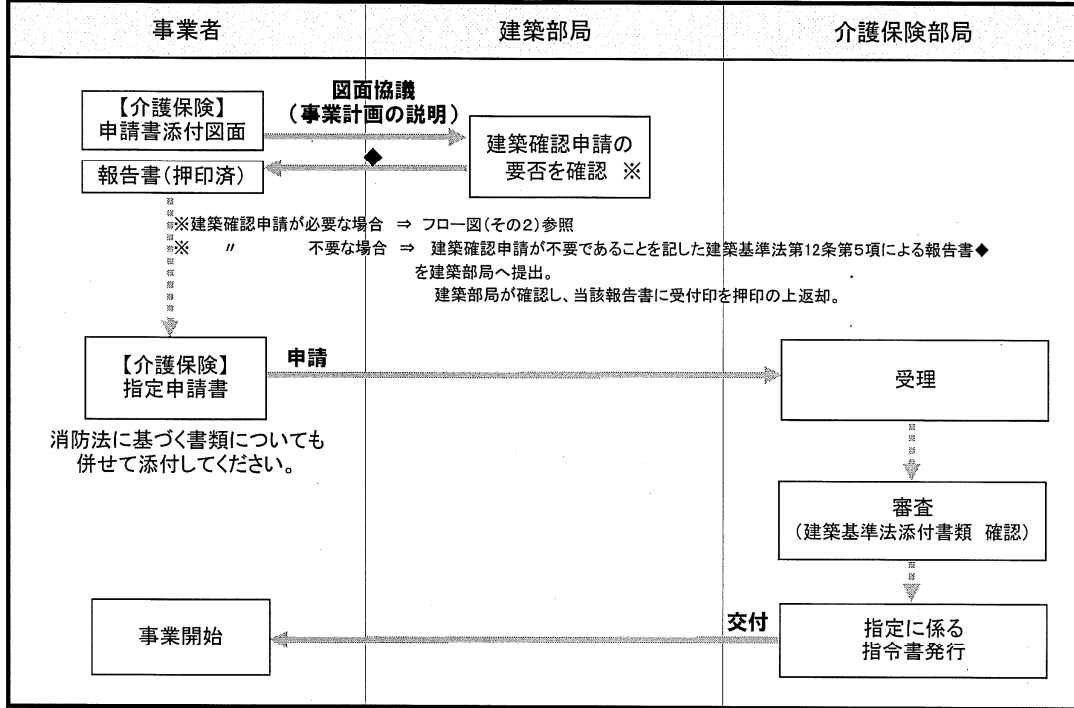 事業者
建築部局
介護保険部局
【介護保険】
申請書添付図面
図面協議
(事業計画の説明)
建築確認申請の
要否を確認 ※
◆
報告書(押印済)
※建築確認申請が必要な場合 ⇒ フロー図(その2)参照
※ 〃 不要な場合 ⇒ 建築確認申請が不要であることを記した建築基準法第12条第5項による報告書◆
を建築部局へ提出。
建築部局が確認し、当該報告書に受付印を押印の上返却。
【介護保険】
指定申請書
申請
受理
消防法に基づく書類についても
併せて添付してください。
審査
(建築基準法添付書類 確認)
事業開始
交付
指定に係る
指令書発行